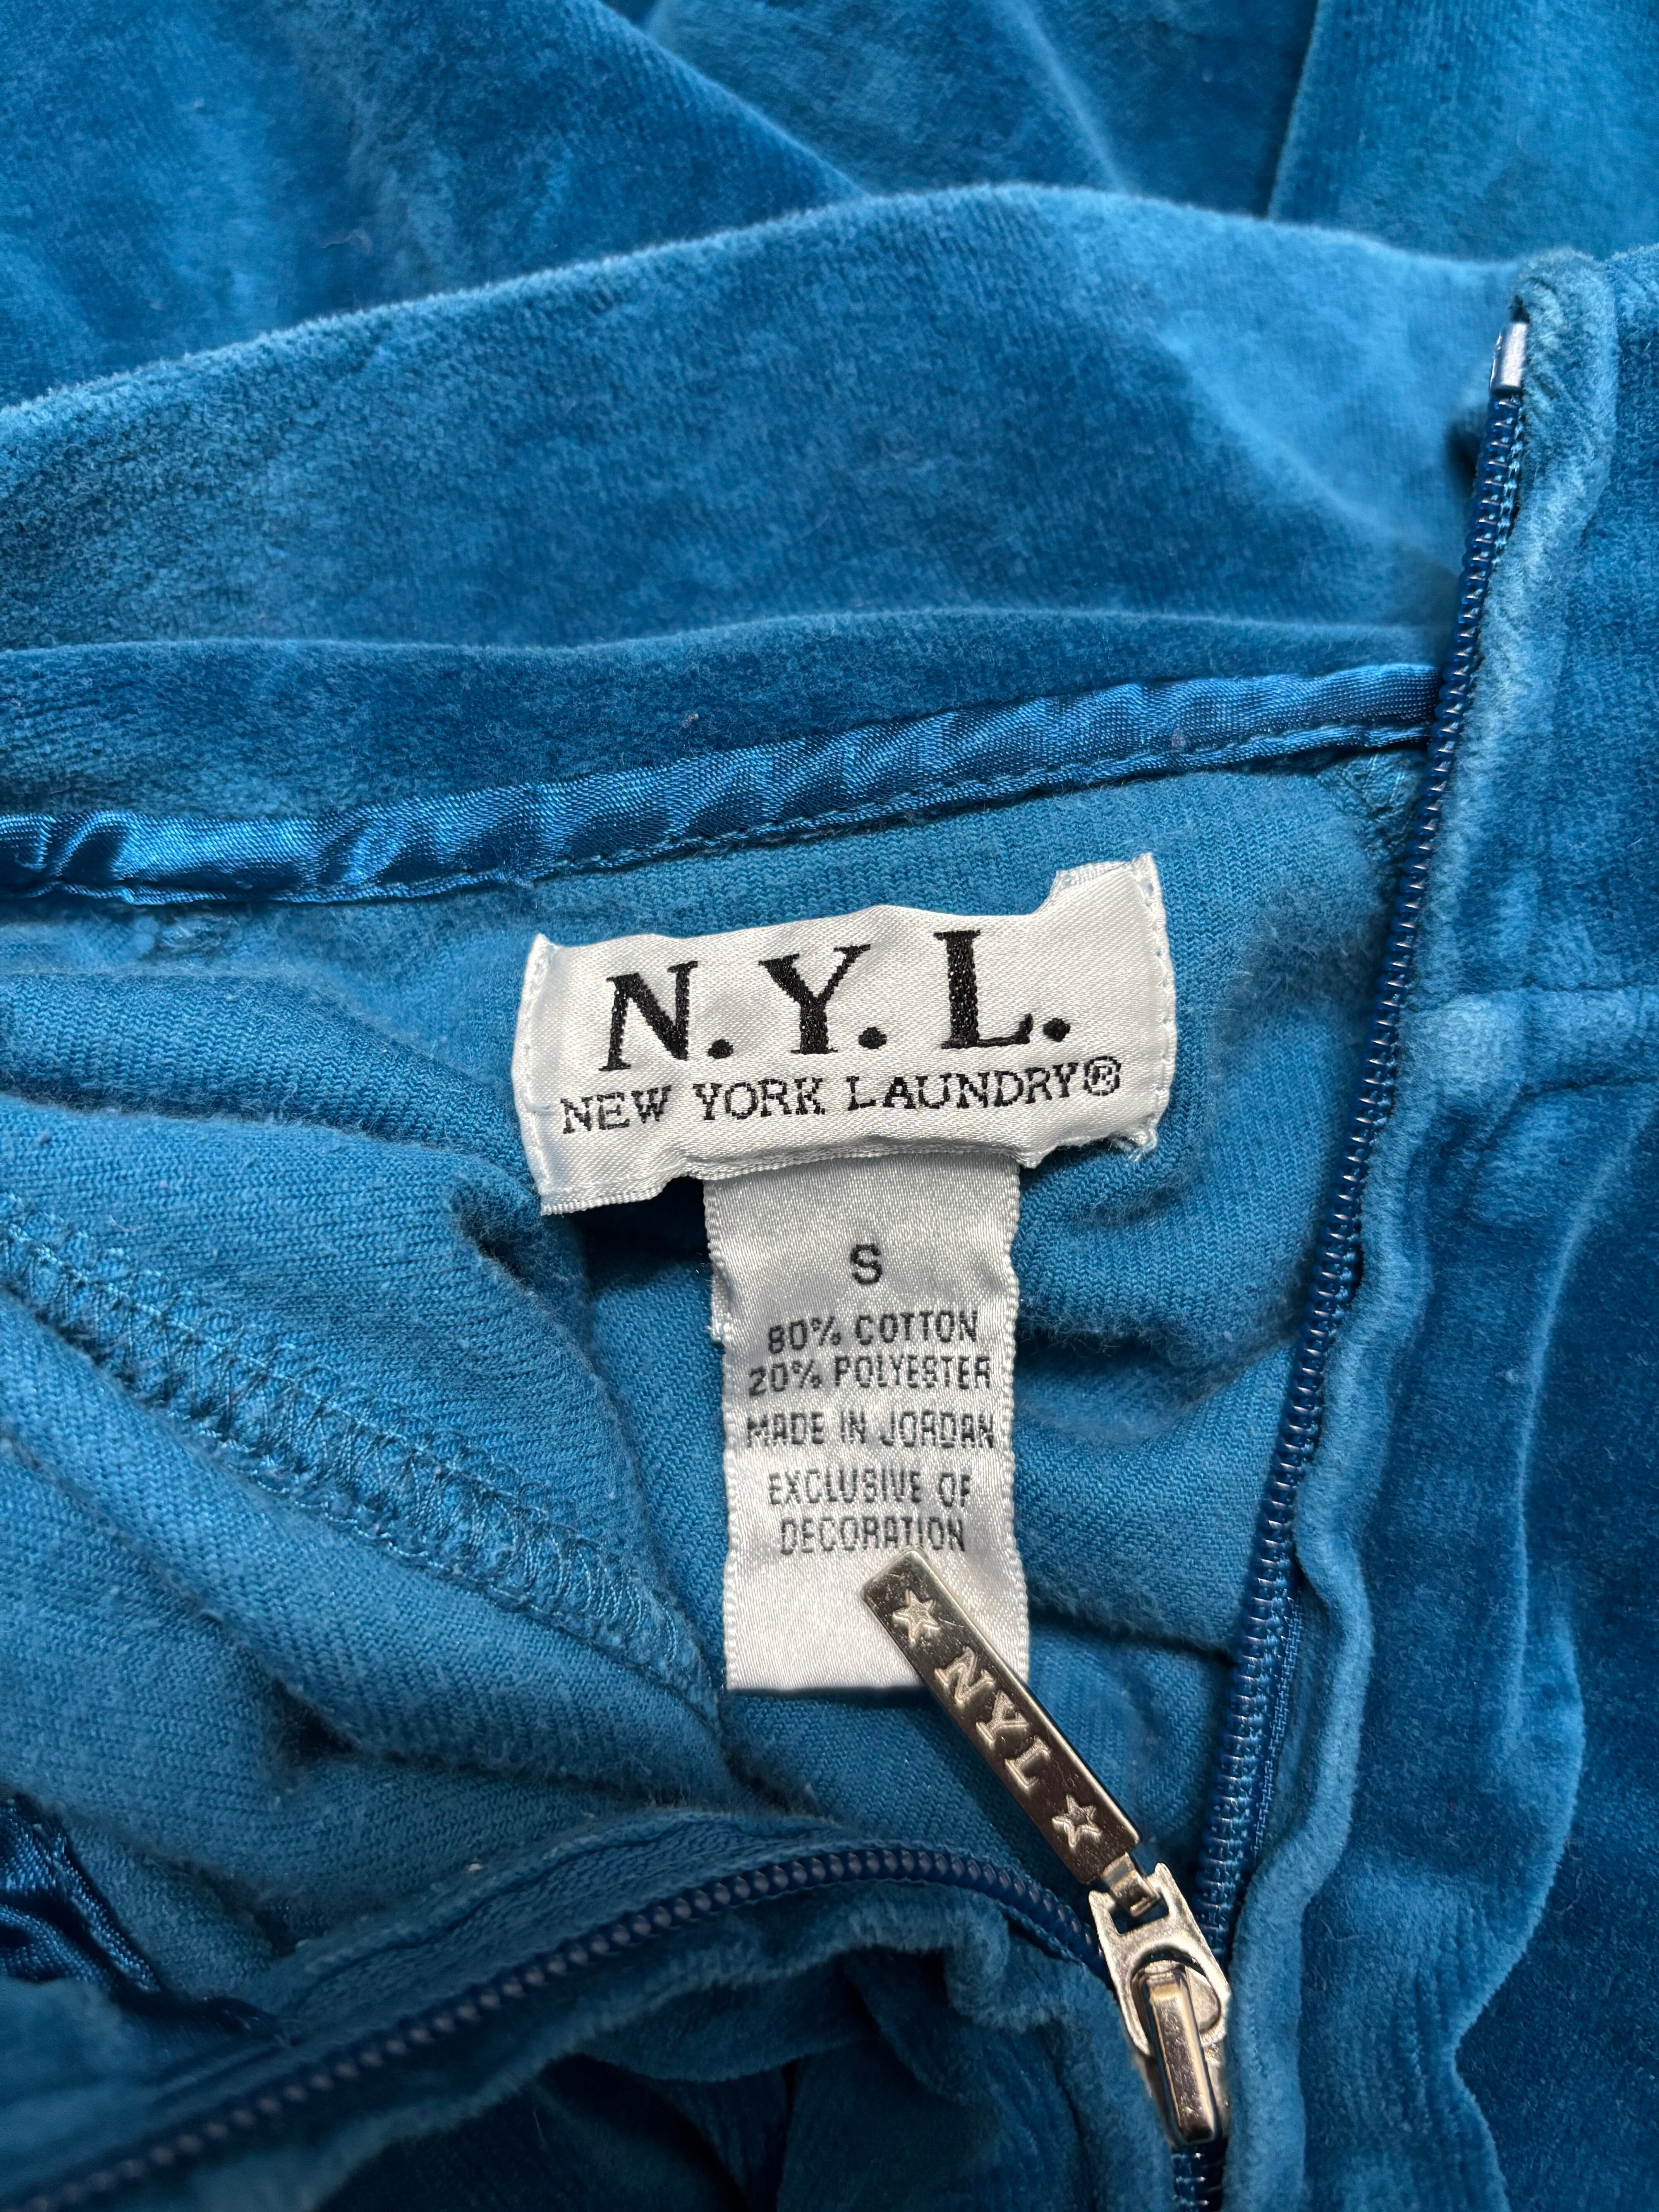 N.Y.L.
NEW YORK LAUNDRY®
S
80% COTTON
20% POLYESTER
MADE IN JORDAN
EXCLUSIVE OF
DECORATION
NYL